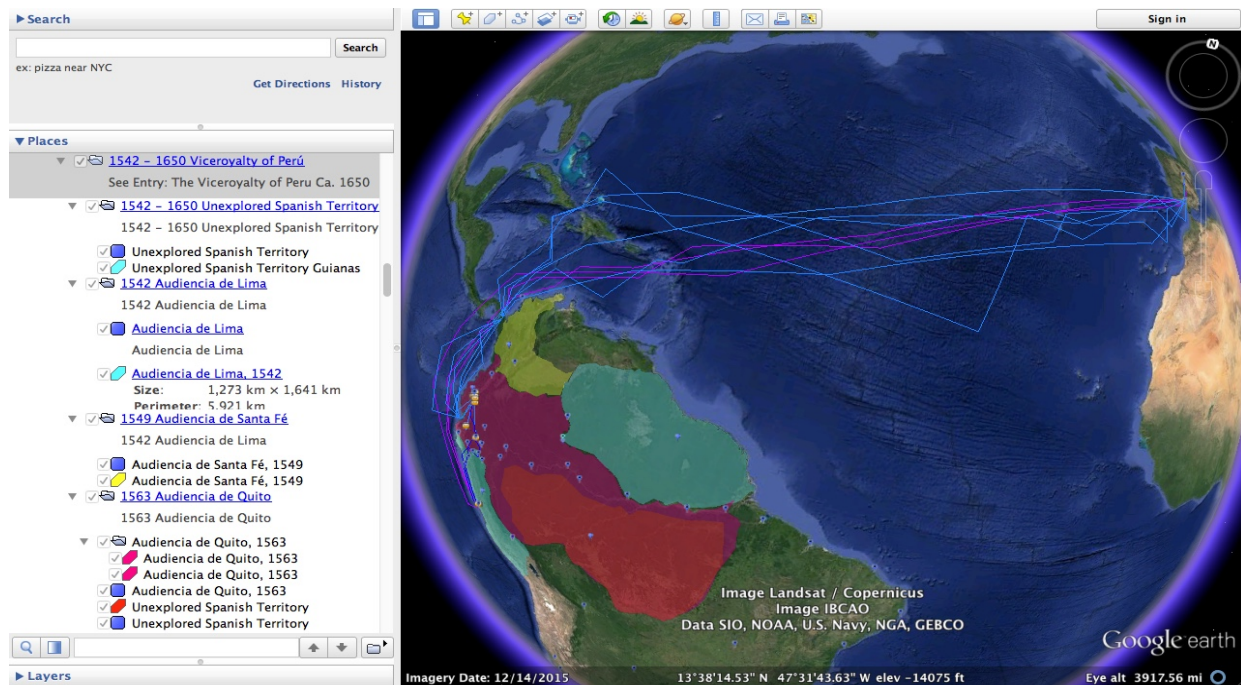 Search
Search
ex: pizza near NYC
Get Directions History
Places
1542 – 1650 Viceroyalty of Perú
See Entry: The Viceroyalty of Peru Ca. 1650
1542 – 1650 Unexplored Spanish Territory
1542 – 1650 Unexplored Spanish Territory
Unexplored Spanish Territory
Unexplored Spanish Territory Guianas
1542 Audiencia de Lima
1542 Audiencia de Lima
Audiencia de Lima
Audiencia de Lima
Audiencia de Lima, 1542
Size: 1,273 km × 1,641 km
Perimeter: 5,921 km
1549 Audiencia de Santa Fé
1542 Audiencia de Lima
Audiencia de Santa Fé, 1549
Audiencia de Santa Fé, 1549
1563 Audiencia de Quito
1563 Audiencia de Quito
Audiencia de Quito, 1563
Audiencia de Quito, 1563
Audiencia de Quito, 1563
Audiencia de Quito, 1563
Unexplored Spanish Territory
Unexplored Spanish Territory
Layers
Sign in
N
Image Landsat / Copernicus
Image IBCAO
Data SIO, NOAA, U.S. Navy, NGA, GEBCO
Google earth
Imagery Date: 12/14/2015 13°38'14.53" N 47°31'43.63" W elev -14075 ft Eye alt 3917.56 mi